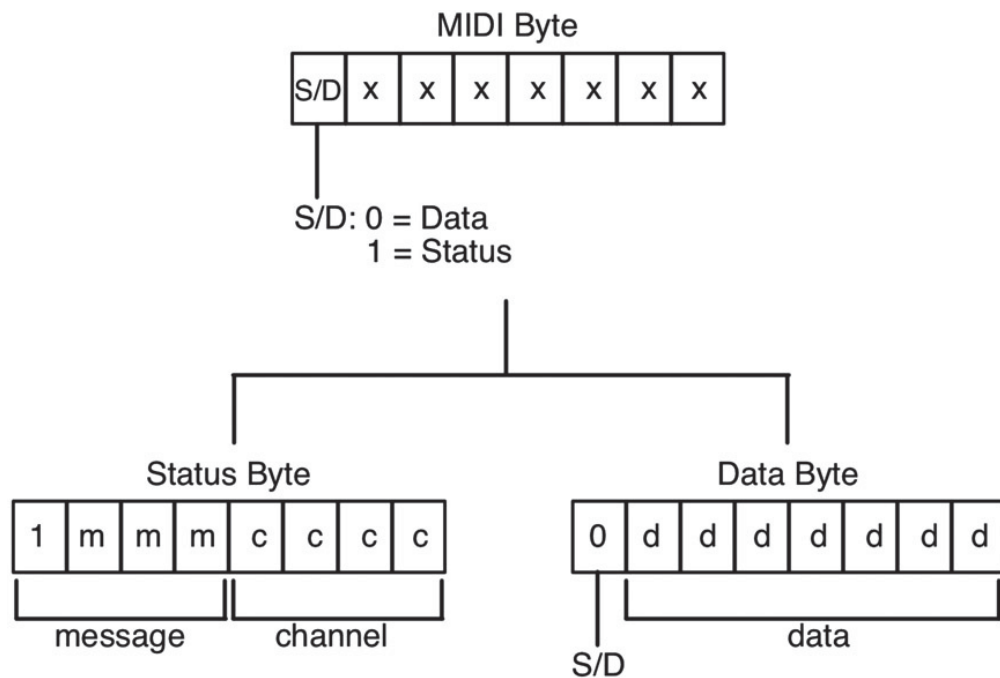 MIDI Byte
S/D x x x x x x x
S/D: 0 = Data
1 = Status
Status Byte
1 m m m c c c c
message channel
Data Byte
0 d d d d d d d
data
S/D